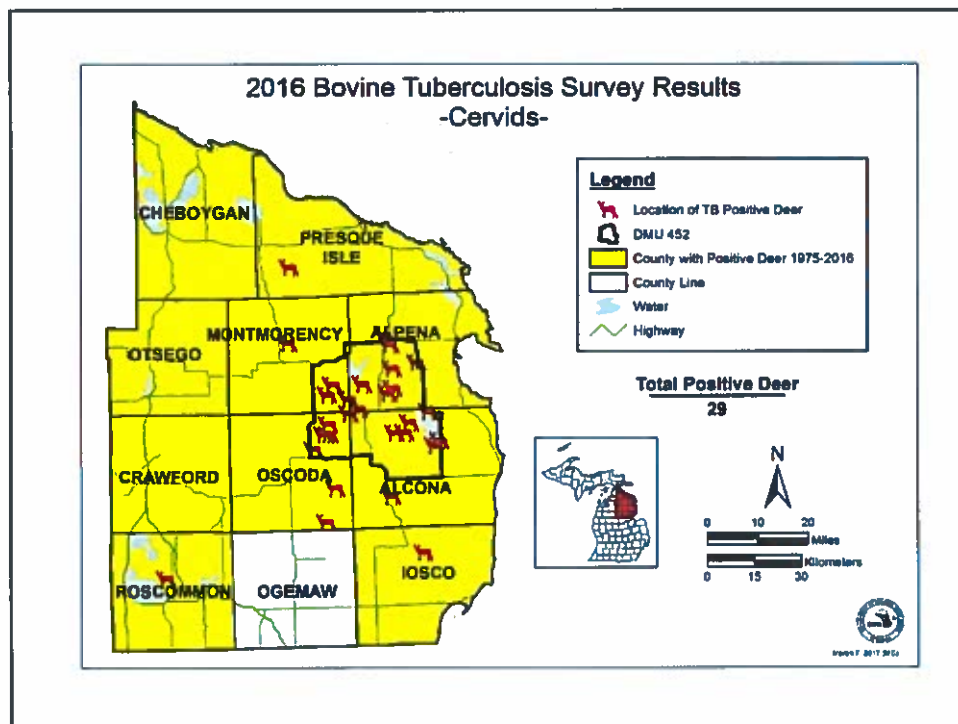 2016 Bovine Tuberculosis Survey Results
-Cervids-
CHEBOYGAN
PRESQUE
ISLE
MONTMORENCY
ALPENA
OTSEGO
CRAWFORD
OSCODA
ALCONA
ROSCOMMON
OGEMAW
IOSCO
Legend
Location of TB Positive Deer
DMU 452
County with Positive Deer 1975-2016
County Line
Water
Highway
Total Positive Deer
29
N
0 10 20
Miles
Kilometers
0 15 30